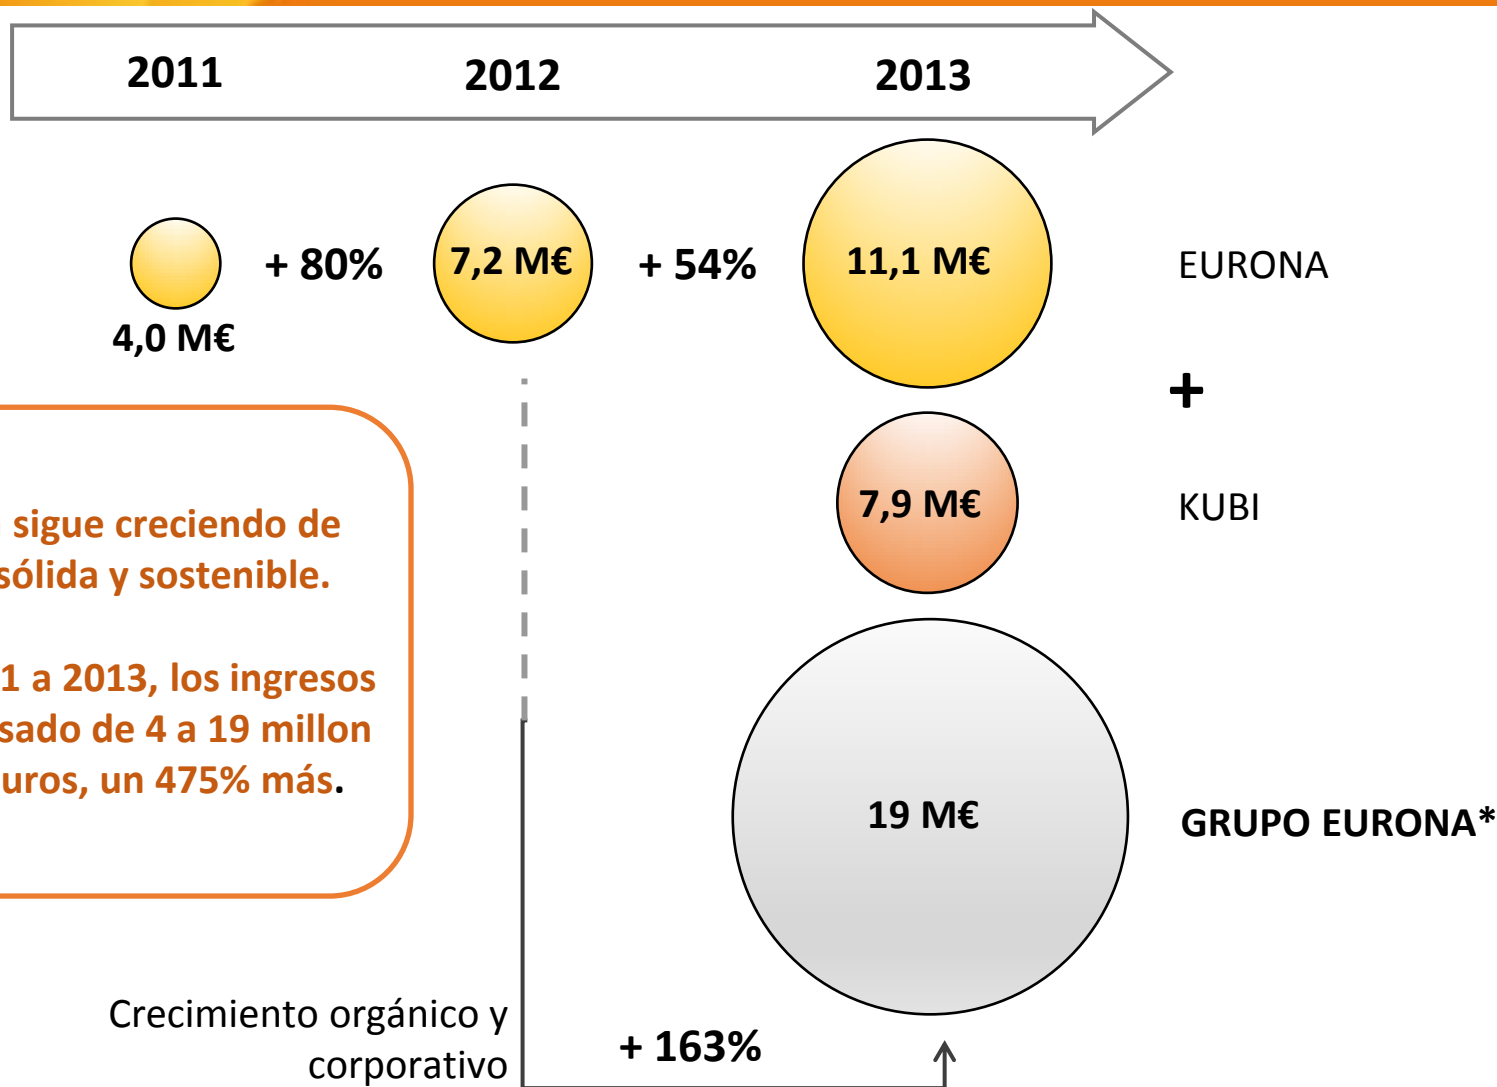 2011 2012 2013
+ 80% 7,2 M€ + 54% 11,1 M€ EURONA
4,0 M€
+
7,9 M€ KUBI
sigue creciendo de
sólida y sostenible.
1 a 2013, los ingresos
sado de 4 a 19 millon
uros, un 475% más.
19 M€ GRUPO EURONA*
Crecimiento orgánico y
corporativo
+ 163%